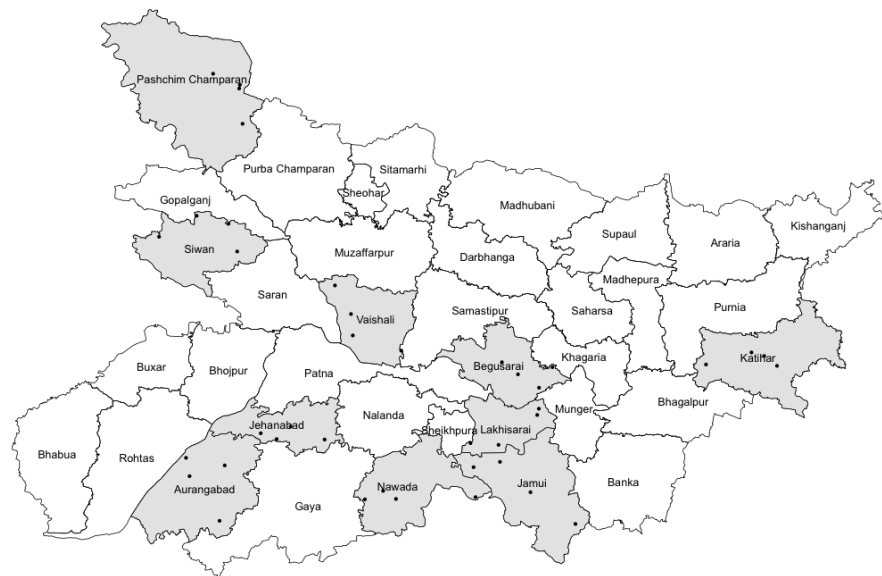 Pashchim Champaran
Purba Champaran
Sitamarhi
Sheohar
Gopalganj
Madhubani
Kishanganj
Supaul
Araria
Siwan
Muzaffarpur
Darbhanga
Madhepura
Saran
Vaishali
Samastipur
Saharsa
Purnia
Katihar
Khagaria
Begusarai
Buxar
Bhojpur
Patna
Bhagalpur
Munger
Nalanda
Jehanabad
Lakhisarai
Sheikhpura
Bhabua
Rohtas
Aurangabad
Nawada
Jamui
Banka
Gaya